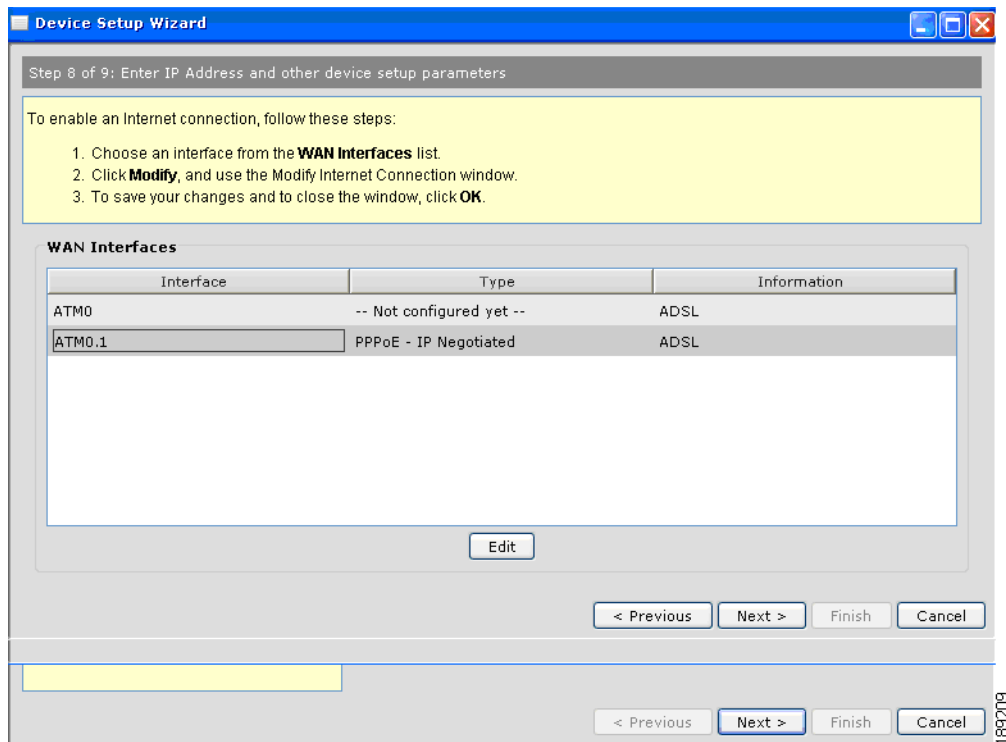 Device Setup Wizard
Step 8 of 9: Enter IP Address and other device setup parameters
To enable an Internet connection, follow these steps:
1. Choose an interface from the WAN Interfaces list.
2. Click Modify, and use the Modify Internet Connection window.
3. To save your changes and to close the window, click OK.
WAN Interfaces
Interface Type Information
ATM0 -- Not configured yet -- ADSL
ATM0.1 PPPoE - IP Negotiated ADSL
Edit
< Previous Next > Finish Cancel
< Previous Next > Finish Cancel
189209